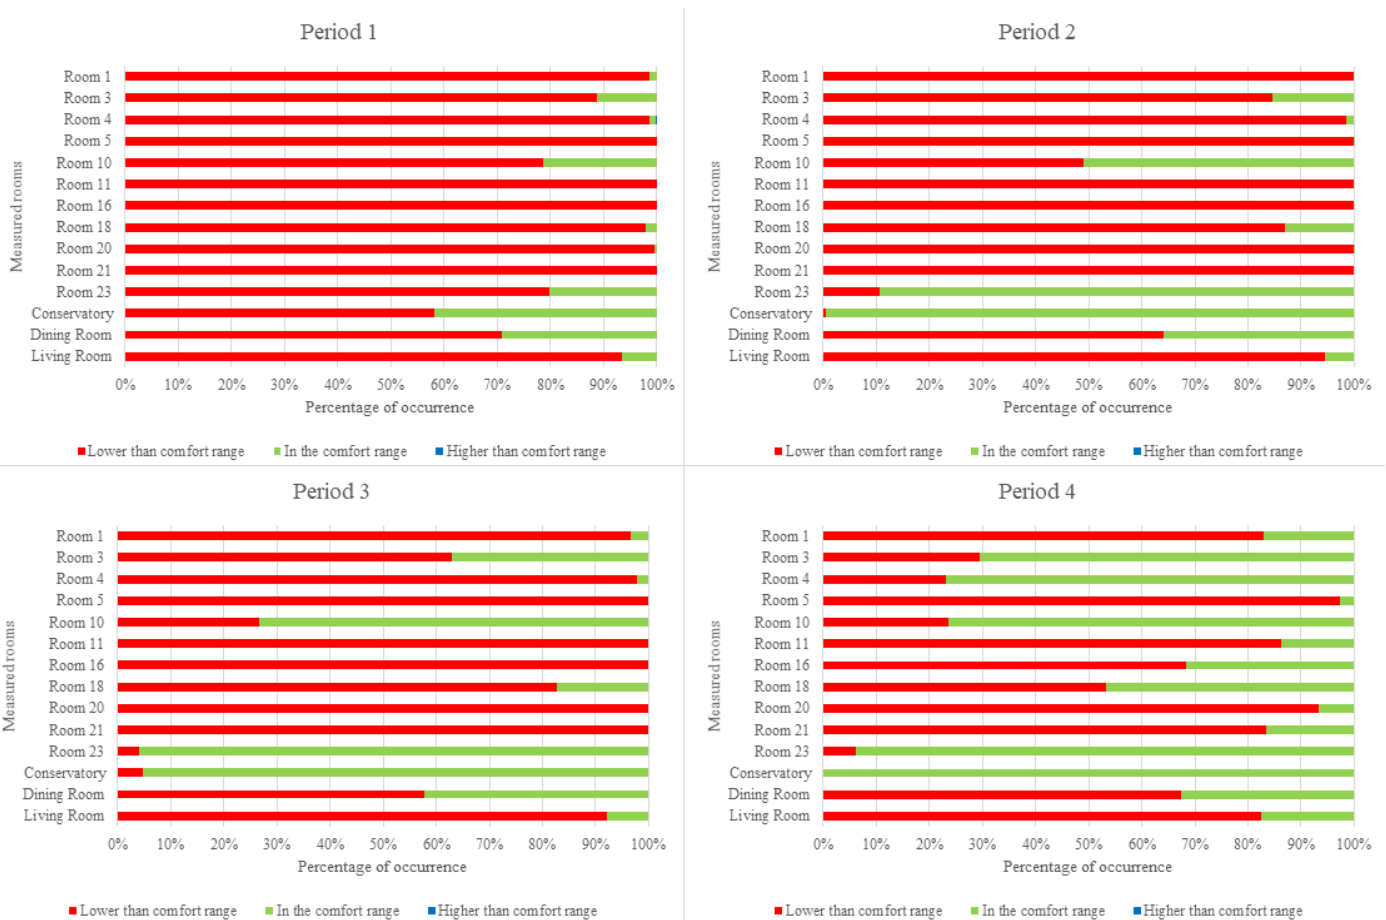 Period 1
Measured rooms
Room 1
Room 3
Room 4
Room 5
Room 10
Room 11
Room 16
Room 18
Room 20
Room 21
Room 23
Conservatory
Dining Room
Living Room
0% 10% 20% 30% 40% 50% 60% 70% 80% 90% 100%
Percentage of occurrence
Lower than comfort range In the comfort range Higher than comfort range
Period 2
Measured rooms
Room 1
Room 3
Room 4
Room 5
Room 10
Room 11
Room 16
Room 18
Room 20
Room 21
Room 23
Conservatory
Dining Room
Living Room
0% 10% 20% 30% 40% 50% 60% 70% 80% 90% 100%
Percentage of occurrence
Lower than comfort range In the comfort range Higher than comfort range
Period 3
Measured rooms
Room 1
Room 3
Room 4
Room 5
Room 10
Room 11
Room 16
Room 18
Room 20
Room 21
Room 23
Conservatory
Dining Room
Living Room
0% 10% 20% 30% 40% 50% 60% 70% 80% 90% 100%
Percentage of occurrence
Lower than comfort range In the comfort range Higher than comfort range
Period 4
Measured rooms
Room 1
Room 3
Room 4
Room 5
Room 10
Room 11
Room 16
Room 18
Room 20
Room 21
Room 23
Conservatory
Dining Room
Living Room
0% 10% 20% 30% 40% 50% 60% 70% 80% 90% 100%
Percentage of occurrence
Lower than comfort range In the comfort range Higher than comfort range